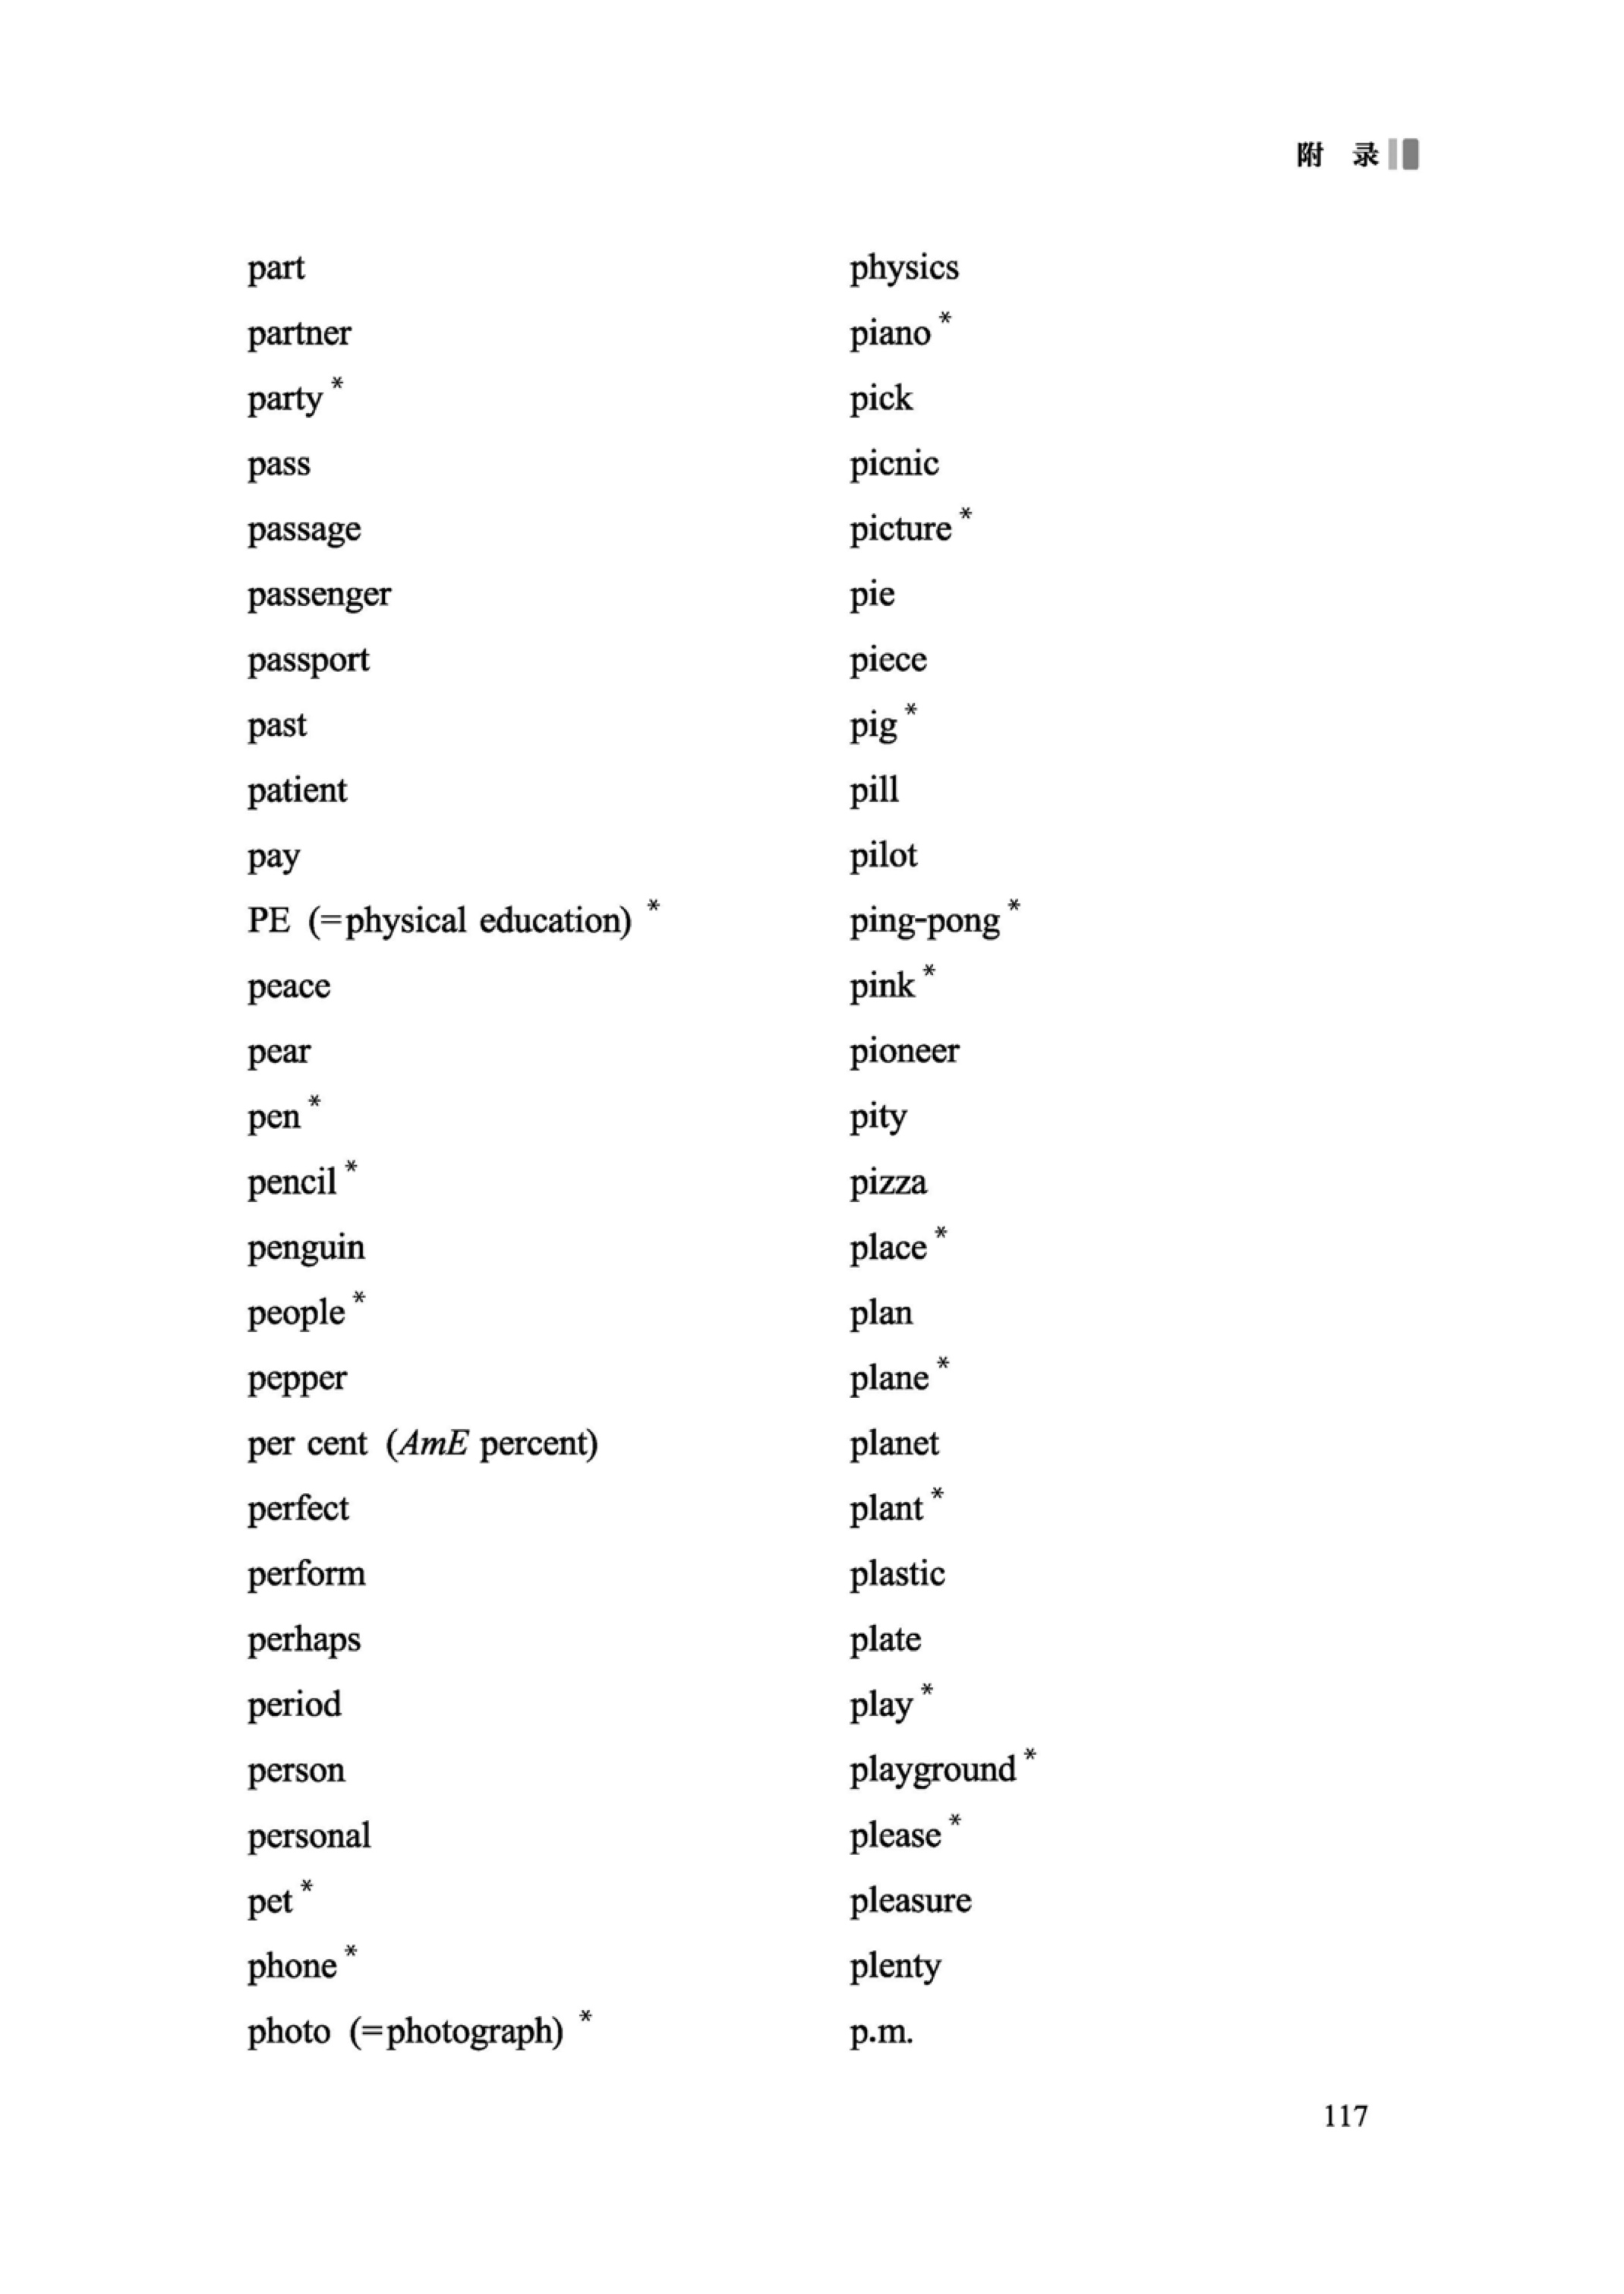 附 录
part
partner
party *
pass
passage
passenger
passport
past
patient
pay
PE (=physical education) *
peace
pear
pen *
pencil *
penguin
people *
pepper
per cent (AmE percent)
perfect
perform
perhaps
period
person
personal
pet *
phone *
photo (=photograph) *
physics
piano *
pick
picnic
picture *
pie
piece
pig *
pill
pilot
ping-pong *
pink *
pioneer
pity
pizza
place *
plan
plane *
planet
plant *
plastic
plate
play *
playground *
please *
pleasure
plenty
p.m.
117